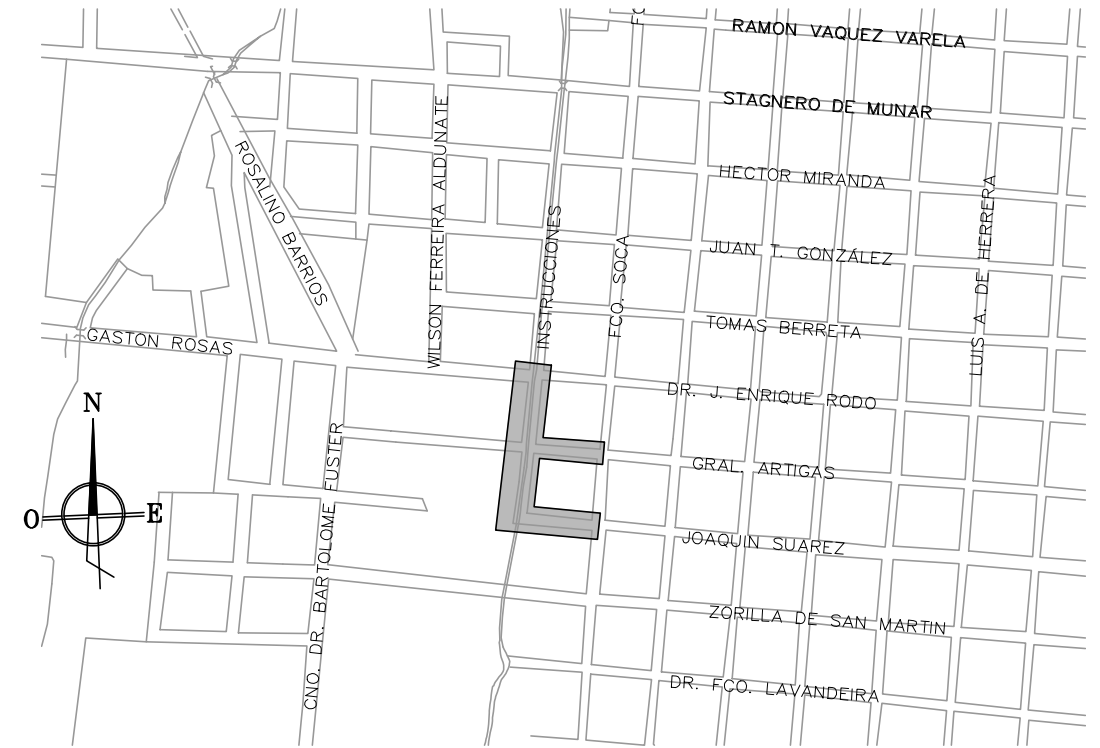 FC
RAMON VAQUEZ VARELA
STAGNERO DE MUNAR
WILSON FERREIRA ALDUNATE
ROSALINO BARRIOS
HECTOR MIRANDA
LUIS A. DE HERRERA
INSTRUCCIONES
FCO. SOCA
JUAN T. GONZÁLEZ
TOMAS BERRETA
GASTON ROSAS
DR. J. ENRIQUE RODO
N
O
E
CNO. DR. BARTOLOME FUSTER
GRAL. ARTIGAS
JOAQUIN SUAREZ
ZORILLA DE SAN MARTIN
DR. FCO. LAVANDEIRA